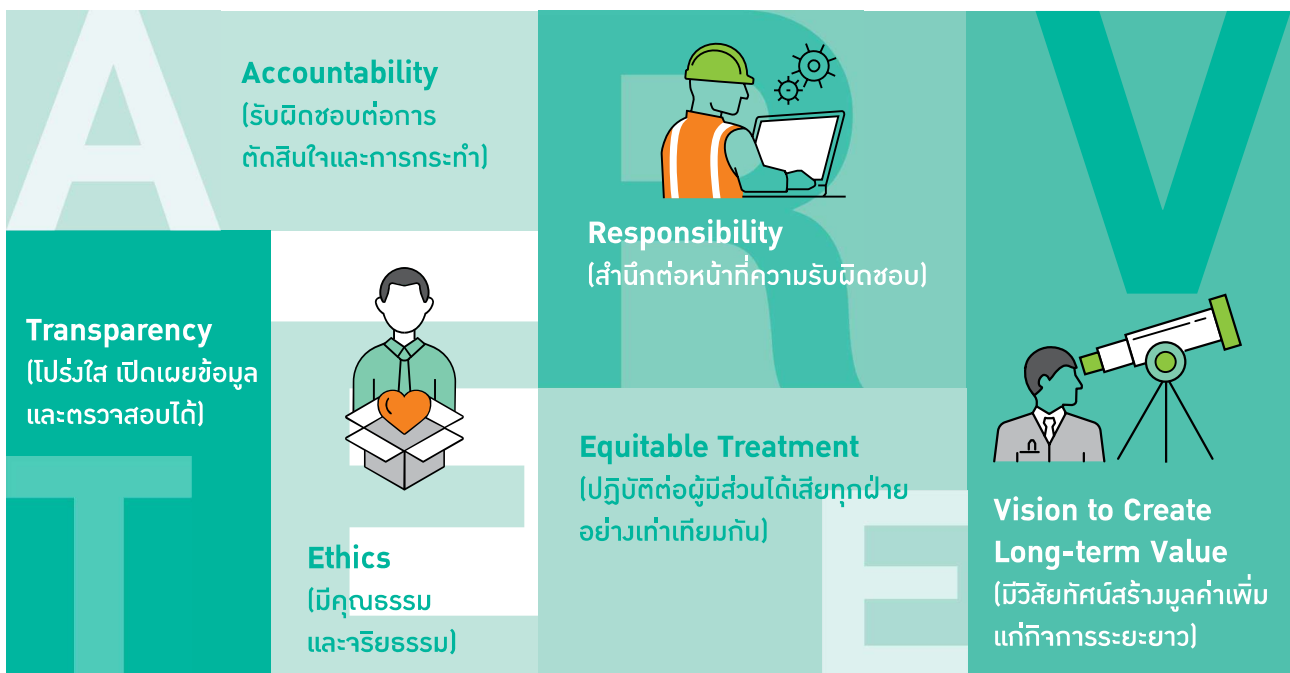 A
Accountability
(รับผิดชอบต่อการ
ตัดสินใจและการกระทำ)
R
Responsibility
(สำนึกต่อหน้าที่ความรับผิดชอบ)
V
Transparency
(โปร่งใส เปิดเผยข้อมูล
และตรวจสอบได้)
T
E
Ethics
(มีคุณธรรม
และจริยธรรม)
Equitable Treatment
(ปฏิบัติต่อผู้มีส่วนได้เสียทุกฝ่าย
อย่างเท่าเทียมกัน)
E
Vision to Create
Long-term Value
(มีวิสัยทัศน์สร้างมูลค่าเพิ่ม
แก่กิจการระยะยาว)